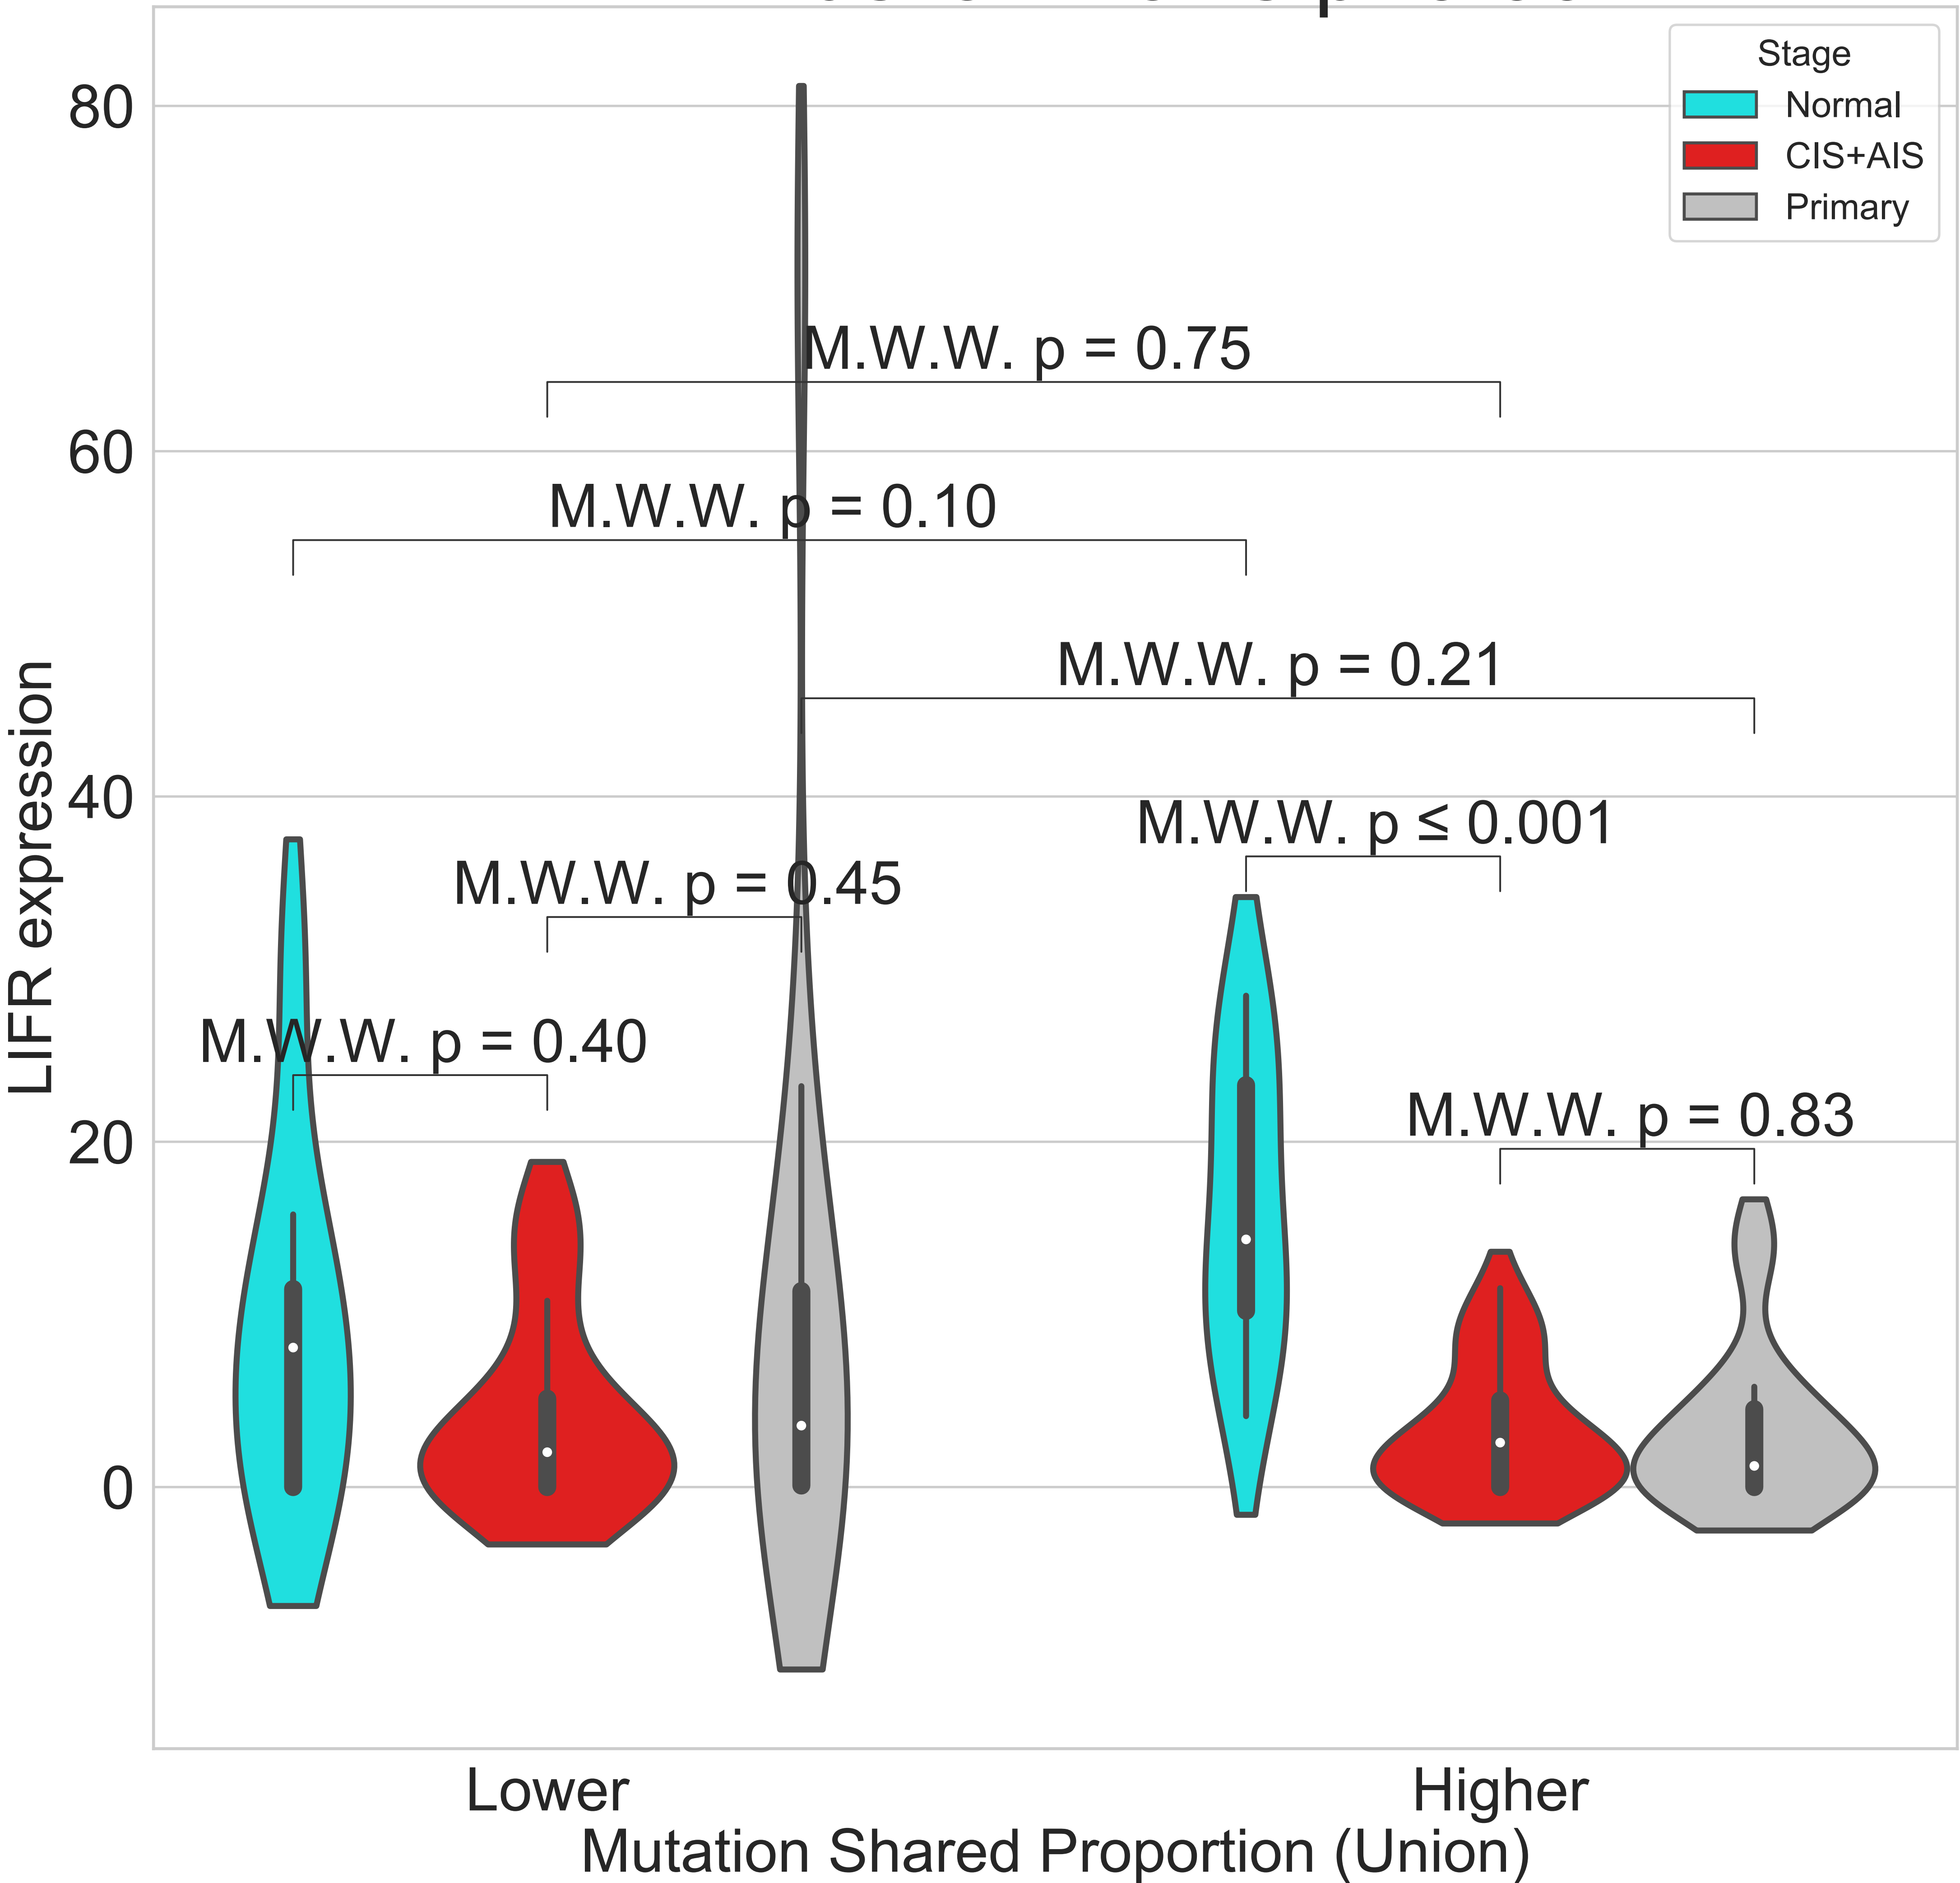 Stage
Normal
CIS+AIS
Primary
80
60
40
20
0
LIFR expression
M.W.W. p = 0.75
M.W.W. p = 0.10
M.W.W. p = 0.21
M.W.W. p ≤ 0.001
M.W.W. p = 0.45
M.W.W. p = 0.40
M.W.W. p = 0.83
Lower
Higher
Mutation Shared Proportion (Union)